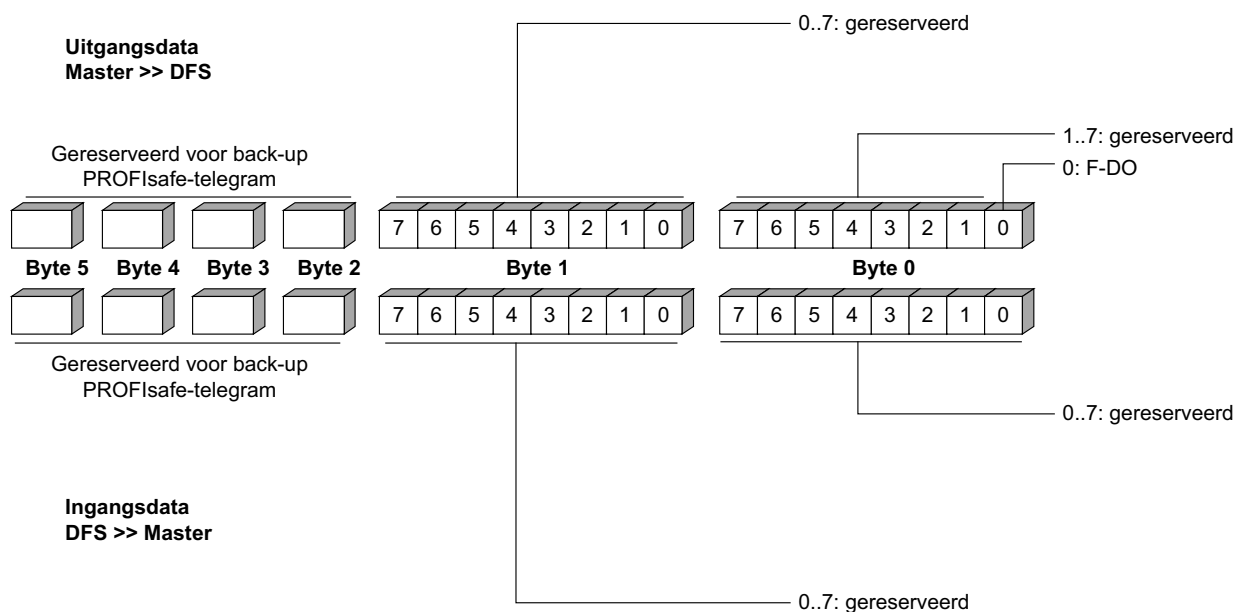 0..7: gereserveerd
Uitgangsdata
Master >> DFS
1..7: gereserveerd
Gereserveerd voor back-up
PROFIsafe-telegram
0: F-DO
7 6 5 4 3 2 1 0 7 6 5 4 3 2 1 0
Byte 5 Byte 4 Byte 3 Byte 2 Byte 1 Byte 0
7 6 5 4 3 2 1 0 7 6 5 4 3 2 1 0
Gereserveerd voor back-up
PROFIsafe-telegram
0..7: gereserveerd
Ingangsdata
DFS >> Master
0..7: gereserveerd